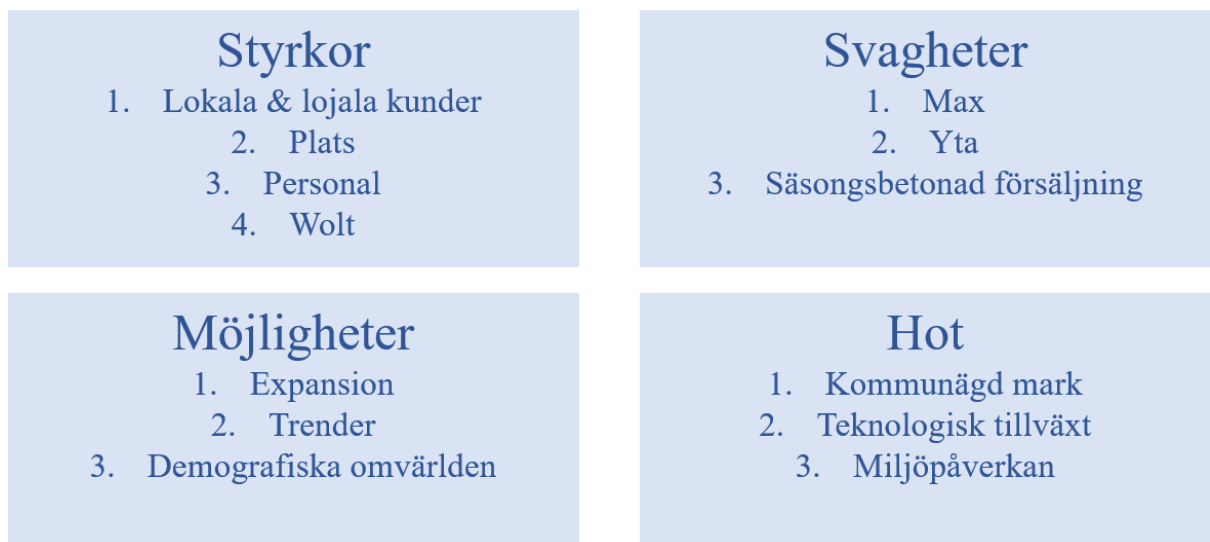 Styrkor
1. Lokala & lojala kunder
2. Plats
3. Personal
4. Wolt
Svagheter
1. Max
2. Yta
3. Säsongsbetonad försäljning
Möjligheter
1. Expansion
2. Trender
3. Demografiska omvärlden
Hot
1. Kommunägd mark
2. Teknologisk tillväxt
3. Miljöpåverkan